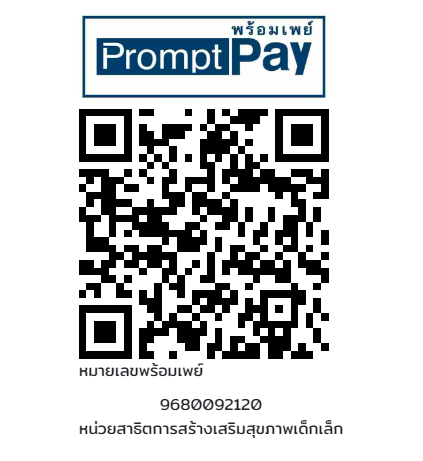 พร้อมเพย์
PromptPay
หมายเลขพร้อมเพย์
9680092120
หน่วยสาธิตการสร้างเสริมสุขภาพเด็กเล็ก